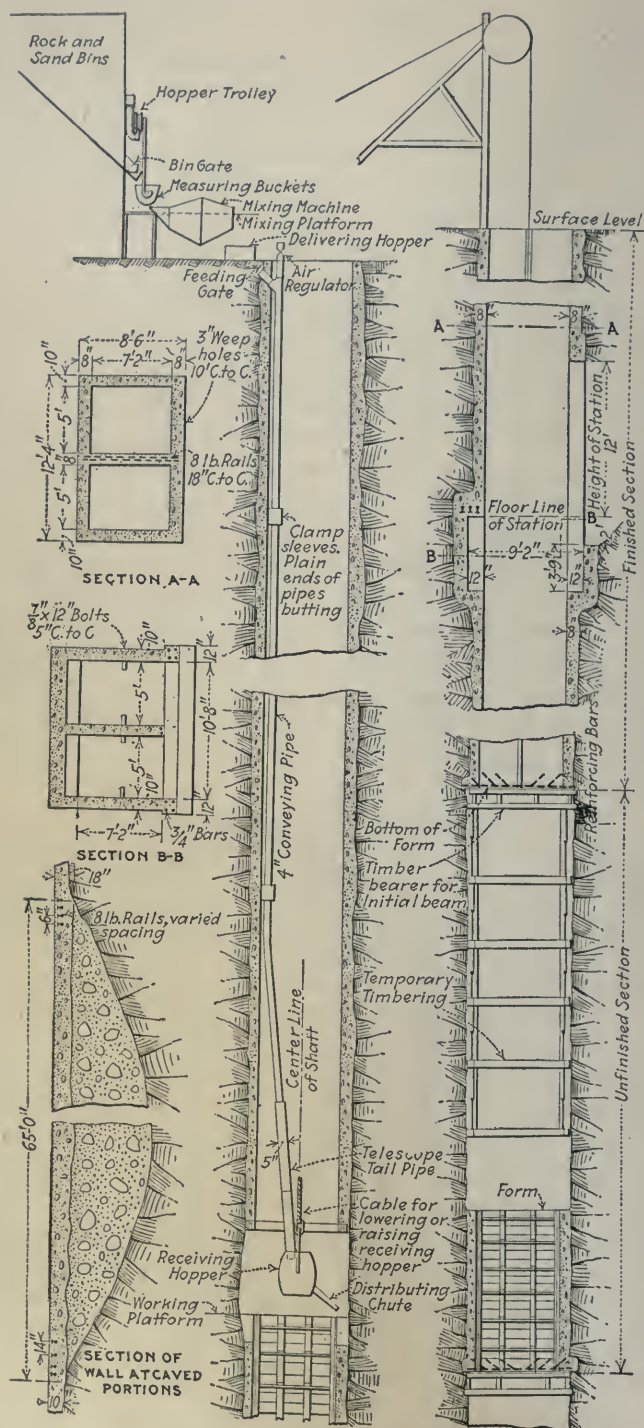 Rock and
Sand Bins
Hopper Trolley
Bin Gate
Measuring Buckets
Mixing Machine
Mixing Platform
Delivering Hopper
Feeding
Gate
Air
Regulator
Surface Level
8'-6"
8"
7'-2"
8"
3" Weep
holes
10' C. to C.
10"
5'
12'-4"
8"
5'
10"
8 lb. Rails
18" C. to C.
SECTION A-A
Clamp
sleeves.
Plain
ends of
pipes
butting
8"
8"
A
A
Height of Station
12'
Floor Line
of Station
B
B
9'-2"
12"
3'-9½"
12"
2'
8"
Finished Section
⅞" x 12" Bolts
5" C. to C
10"
12"
5'
10'-8"
5'
10"
12"
7'-2"
¾" Bars
SECTION B-B
4" Conveying Pipe
Reinforcing Bars
Bottom of
Form
Timber
bearer for
Initial beam
18"
6"
8 lb. Rails, varied
spacing
65'-0"
Temporary
Timbering
Center Line
of Shaft
Unfinished Section
5"
Telescope
Tail Pipe
Form
Cable for
lowering or
raising
receiving
hopper
Receiving
Hopper
Distributing
Chute
Working
Platform
14"
10
SECTION OF
WALL AT CAVED
PORTIONS